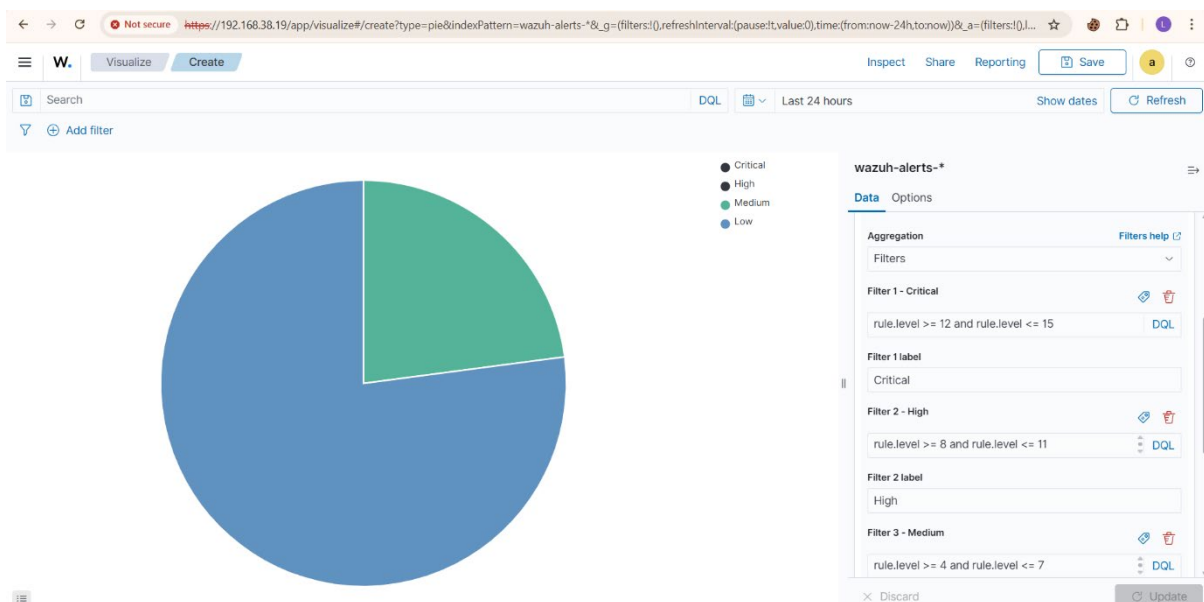 Not secure https://192.168.38.19/app/visualize#/create?type=pie&indexPattern=wazuh-alerts-*&_g=(filters:!(),refreshInterval:(pause:!t,value:0),time:(from:now-24h,to:now))&_a=(filters:!(),l...
W. Visualize Create Inspect Share Reporting Save a
Search DQL Last 24 hours Show dates Refresh
Add filter
Critical
High
Medium
Low
wazuh-alerts-*
Data Options
Aggregation Filters help
Filters
Filter 1 - Critical
rule.level >= 12 and rule.level <= 15 DQL
Filter 1 label
Critical
Filter 2 - High
rule.level >= 8 and rule.level <= 11 DQL
Filter 2 label
High
Filter 3 - Medium
rule.level >= 4 and rule.level <= 7 DQL
Discard Update